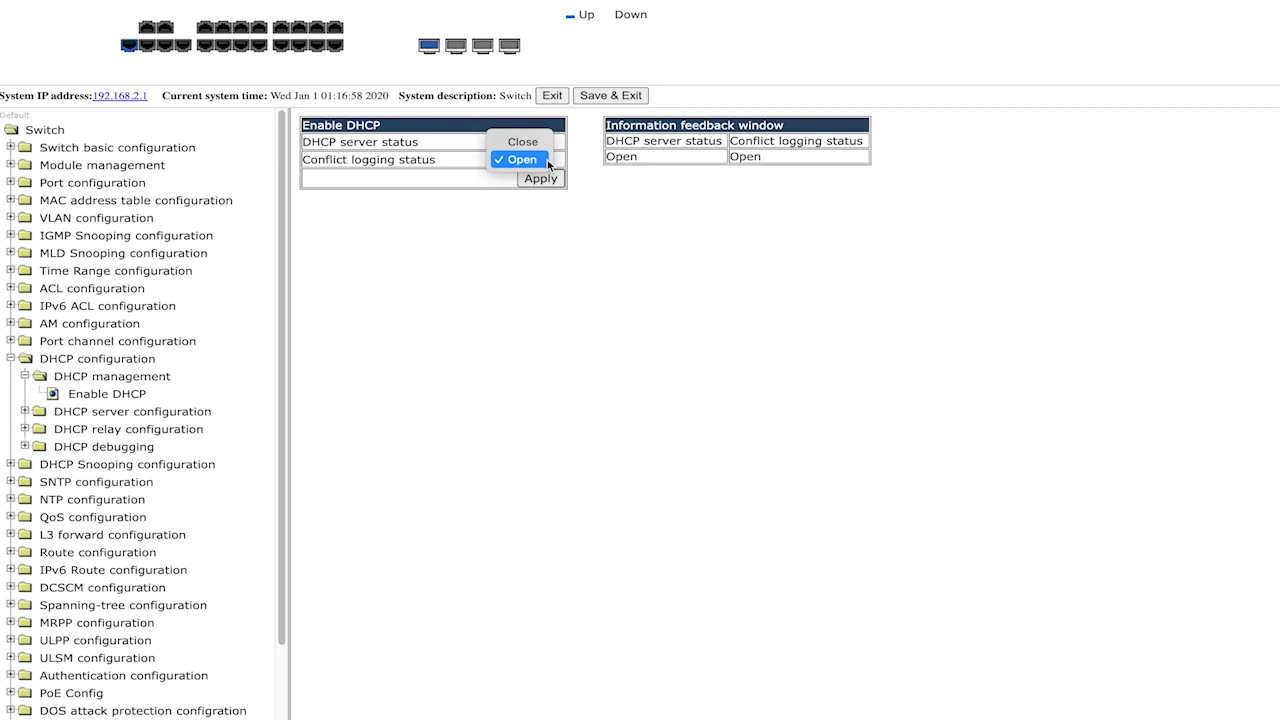 Up Down
System IP address:192.168.2.1 Current system time: Wed Jan 1 01:16:58 2020 System description: Switch Exit Save & Exit
Default
Switch
Switch basic configuration
Module management
Port configuration
MAC address table configuration
VLAN configuration
IGMP Snooping configuration
MLD Snooping configuration
Time Range configuration
ACL configuration
IPv6 ACL configuration
AM configuration
Port channel configuration
DHCP configuration
DHCP management
Enable DHCP
DHCP server configuration
DHCP relay configuration
DHCP debugging
DHCP Snooping configuration
SNTP configuration
NTP configuration
QoS configuration
L3 forward configuration
Route configuration
IPv6 Route configuration
DCSCM configuration
Spanning-tree configuration
MRPP configuration
ULPP configuration
ULSM configuration
Authentication configuration
PoE Config
DOS attack protection configration
Enable DHCP
DHCP server status
Conflict logging status
Close
✓ Open
Apply
Information feedback window
DHCP server status Conflict logging status
Open Open